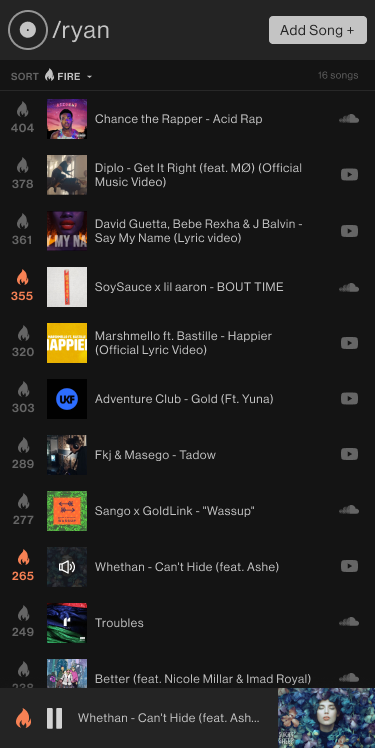 /ryan
Add Song +
SORT FIRE
16 songs
404
Chance the Rapper - Acid Rap
378
Diplo - Get It Right (feat. MØ) (Official
Music Video)
361
David Guetta, Bebe Rexha & J Balvin -
Say My Name (Lyric video)
355
SoySauce x lil aaron - BOUT TIME
320
Marshmello ft. Bastille - Happier
(Official Lyric Video)
303
UKF
Adventure Club - Gold (Ft. Yuna)
289
Fkj & Masego - Tadow
277
Sango x GoldLink - "Wassup"
265
Whethan - Can't Hide (feat. Ashe)
249
r
Troubles
238
Better (feat. Nicole Millar & Imad Royal)
Whethan - Can't Hide (feat. Ash...